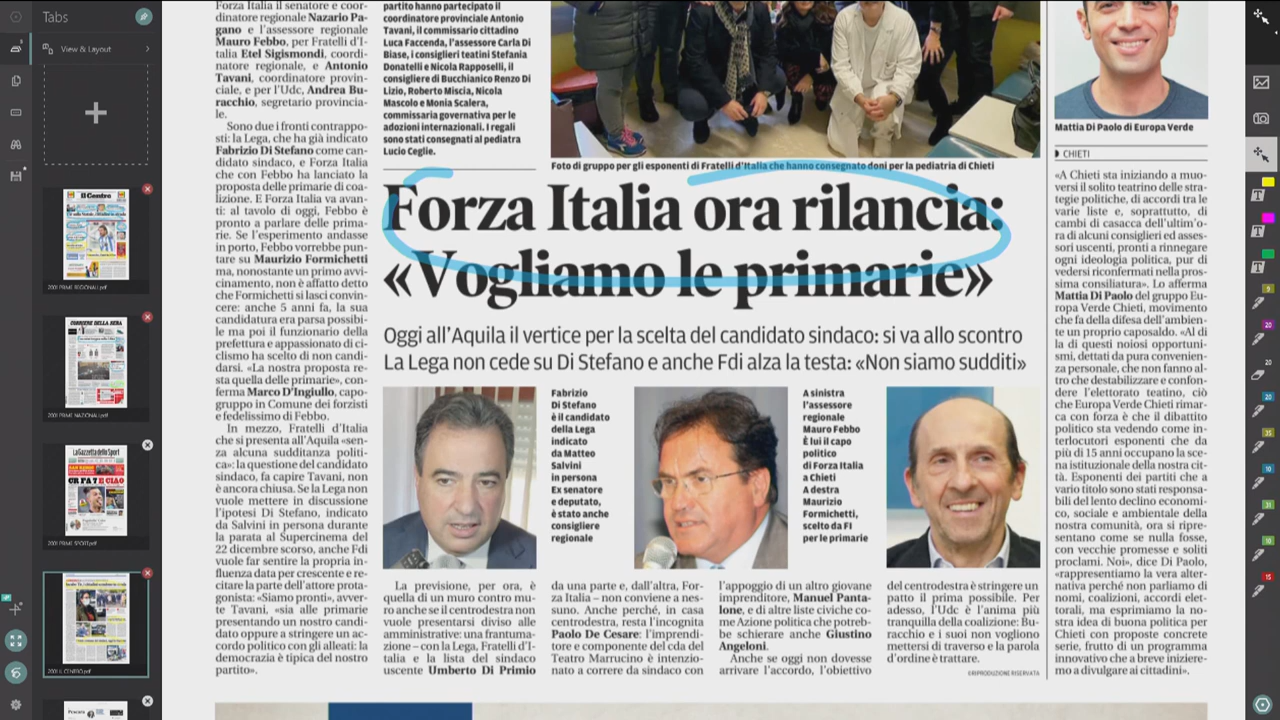 Tabs
View & Layout
2001 PRIME REGIONALI.pdf
2001 PRIME NAZIONALI.pdf
2001 PRIME SPORT.pdf
2001 IL CENTRO.pdf
il Centro
CORRIERE DELLA SERA
La Gazzetta dello Sport
CR FA 7 E CIAO
Forza Italia il senatore e coor-
dinatore regionale Nazario Pa-
gano e l'assessore regionale
Mauro Febbo, per Fratelli d'I-
talia Etel Sigismondi, coordi-
natore regionale, e Antonio
Tavani, coordinatore provin-
ciale, e per l'Udc, Andrea Bu-
racchio, segretario provincia-
le.
Sono due i fronti contrappo-
sti: la Lega, che ha già indicato
Fabrizio Di Stefano come can-
didato sindaco, e Forza Italia
che con Febbo ha lanciato la
proposta delle primarie di coa-
lizione. E Forza Italia va avan-
ti: al tavolo di oggi, Febbo è
pronto a parlare delle prima-
rie. Se l'esperimento andasse
in porto, Febbo vorrebbe pun-
tare su Maurizio Formichetti
ma, nonostante un primo avvi-
cinamento, non è affatto detto
che Formichetti si lasci convin-
cere: anche 5 anni fa, la sua
candidatura era parsa possibi-
le ma poi il funzionario della
prefettura e appassionato di ci-
clismo ha scelto di non candi-
darsi. «La nostra proposta re-
sta quella delle primarie», con-
ferma Marco D'Ingiullo, capo-
gruppo in Comune dei forzisti
e fedelissimo di Febbo.
In mezzo, Fratelli d'Italia
che si presenta all'Aquila «sen-
za alcuna sudditanza politi-
ca»: la questione del candidato
sindaco, fa capire Tavani, non
è ancora chiusa. Se la Lega non
vuole mettere in discussione
l'ipotesi Di Stefano, indicato
da Salvini in persona durante
la parata al Supercinema del
22 dicembre scorso, anche Fdi
vuole far sentire la propria in-
fluenza data per crescente e re-
citare la parte dell'attore prota-
gonista: «Siamo pronti», avver-
te Tavani, «sia alle primarie
presentando un nostro candi-
dato oppure a stringere un ac-
cordo politico con gli alleati: la
democrazia è tipica del nostro
partito».
partito hanno partecipato il
coordinatore provinciale Antonio
Tavani, il commissario cittadino
Luca Faccenda, l'assessore Carla Di
Biase, i consiglieri teatini Stefania
Donatelli e Nicola Rapposelli, il
consigliere di Bucchianico Renzo Di
Lizio, Roberto Miscia, Nicola
Mascolo e Monia Scalera,
commissaria governativa per le
adozioni internazionali. I regali
sono stati consegnati al pediatra
Lucio Ceglie.
Foto di gruppo per gli esponenti di Fratelli d'Italia che hanno consegnato doni per la pediatria di Chieti
Forza Italia ora rilancia:
«Vogliamo le primarie»
Oggi all'Aquila il vertice per la scelta del candidato sindaco: si va allo scontro
La Lega non cede su Di Stefano e anche Fdi alza la testa: «Non siamo sudditi»
Fabrizio
Di Stefano
è il candidato
della Lega
indicato
da Matteo
Salvini
in persona
Ex senatore
e deputato,
è stato anche
consigliere
regionale
A sinistra
l'assessore
regionale
Mauro Febbo
È lui il capo
politico
di Forza Italia
a Chieti
A destra
Maurizio
Formichetti,
scelto da FI
per le primarie
La previsione, per ora, è
quella di un muro contro mu-
ro anche se il centrodestra non
vuole presentarsi diviso alle
amministrative: una frantuma-
zione – con la Lega, Fratelli d'I-
talia e la lista del sindaco
uscente Umberto Di Primio
da una parte e, dall'altra, For-
za Italia – non conviene a nes-
suno. Anche perché, in casa
centrodestra, resta l'incognita
Paolo De Cesare: l'imprendi-
tore e componente del cda del
Teatro Marrucino è intenzio-
nato a correre da sindaco con
l'appoggio di un altro giovane
imprenditore, Manuel Panta-
lone, e di altre liste civiche co-
me Azione Politica che potreb-
be schierare anche Giustino
Angeloni.
Anche se oggi non dovesse
arrivare l'accordo, l'obiettivo
del centrodestra è stringere un
patto il prima possibile. Per
adesso, l'Udc è l'anima più
tranquilla della coalizione: Bu-
racchio e i suoi non vogliono
mettersi di traverso e la parola
d'ordine è trattare.
©RIPRODUZIONE RISERVATA
Mattia Di Paolo di Europa Verde
CHIETI
«A Chieti sta iniziando a muo-
versi il solito teatrino delle stra-
tegie politiche, di accordi tra le
varie liste e, soprattutto, di
cambi di casacca dell'ultim'o-
ra di alcuni consiglieri ed asses-
sori uscenti, pronti a rinnegare
ogni ideologia politica, pur di
vedersi riconfermati nella pros-
sima consiliatura». Lo afferma
Mattia Di Paolo del gruppo Eu-
ropa Verde Chieti, movimento
che fa della difesa dell'ambien-
te un proprio caposaldo. «Al di
la di questi noiosi opportuni-
smi, dettati da pura convenien-
za personale, che non fanno al-
tro che destabilizzare e confon-
dere l'elettorato teatino, ciò
che Europa Verde Chieti rimar-
ca con forza è che il dibattito
politico sta vedendo come in-
terlocutori esponenti che da
più di 15 anni occupano la sce-
na istituzionale della nostra cit-
tà. Esponenti dei partiti che a
vario titolo sono stati responsa-
bili del lento declino economi-
co, sociale e ambientale della
nostra comunità, ora si ripre-
sentano come se nulla fosse,
con vecchie promesse e soliti
proclami. Noi», dice Di Paolo,
«rappresentiamo la vera alter-
nativa perché non parliamo di
nomi, coalizioni, accordi elet-
torali, ma esprimiamo la no-
stra idea di buona politica per
Chieti con proposte concrete
serie, frutto di un programma
innovativo che a breve iniziere-
mo a divulgare ai cittadini».